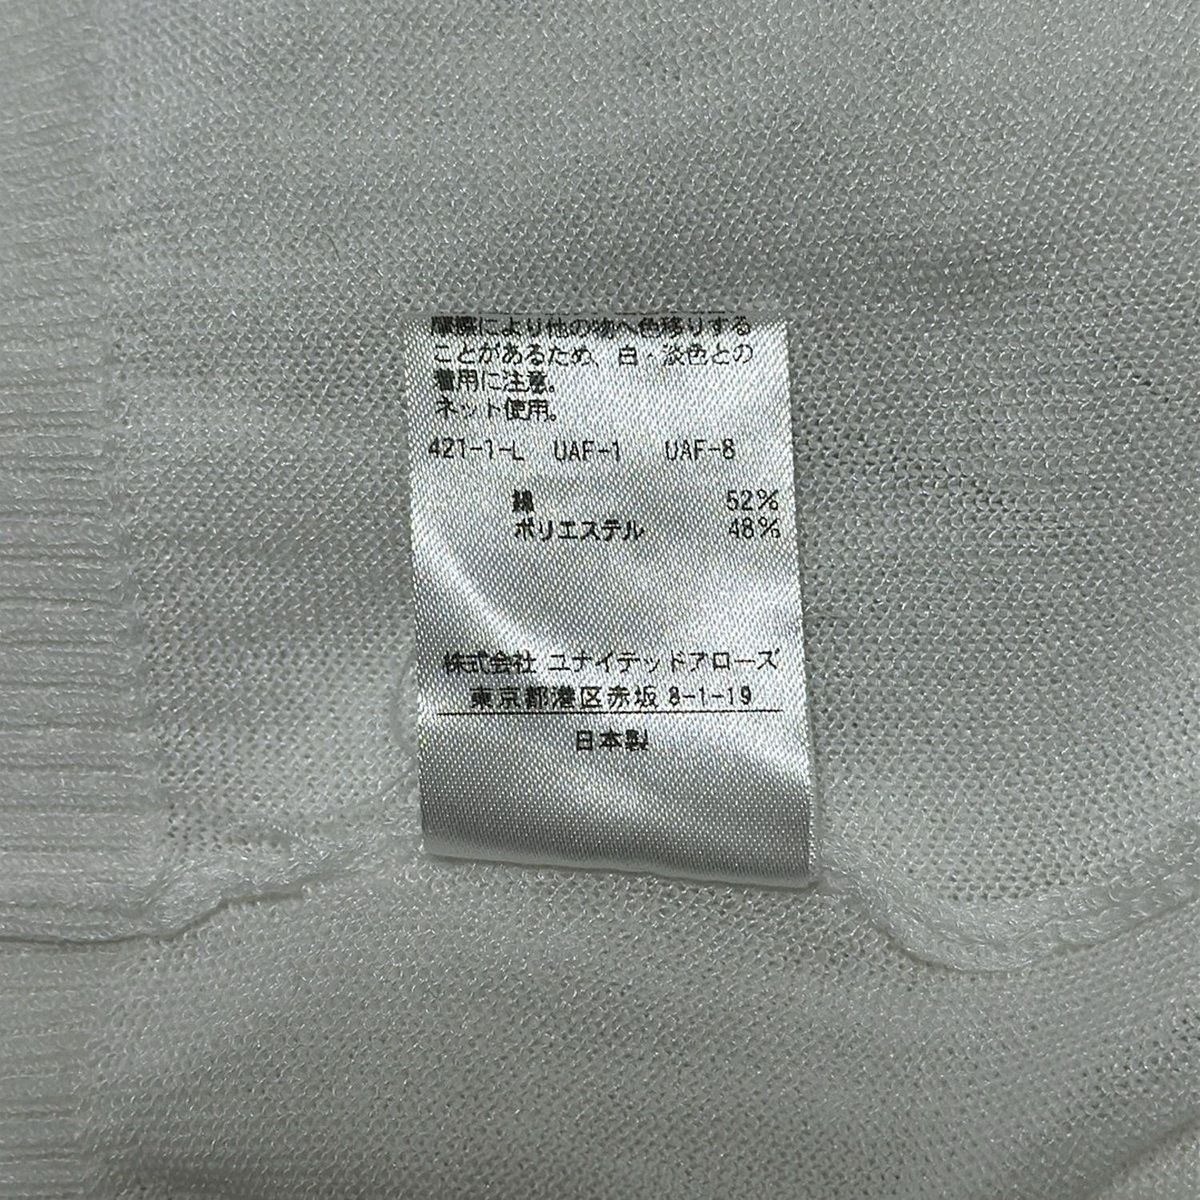 摩擦により他の物へ色移りする
ことがあるため、白・淡色との
着用に注意。
ネット使用。
421-1-L UAF-1 UAF-8
綿 52%
ポリエステル 48%
株式会社 ユナイテッドアローズ
東京都港区赤坂 8-1-19
日本製